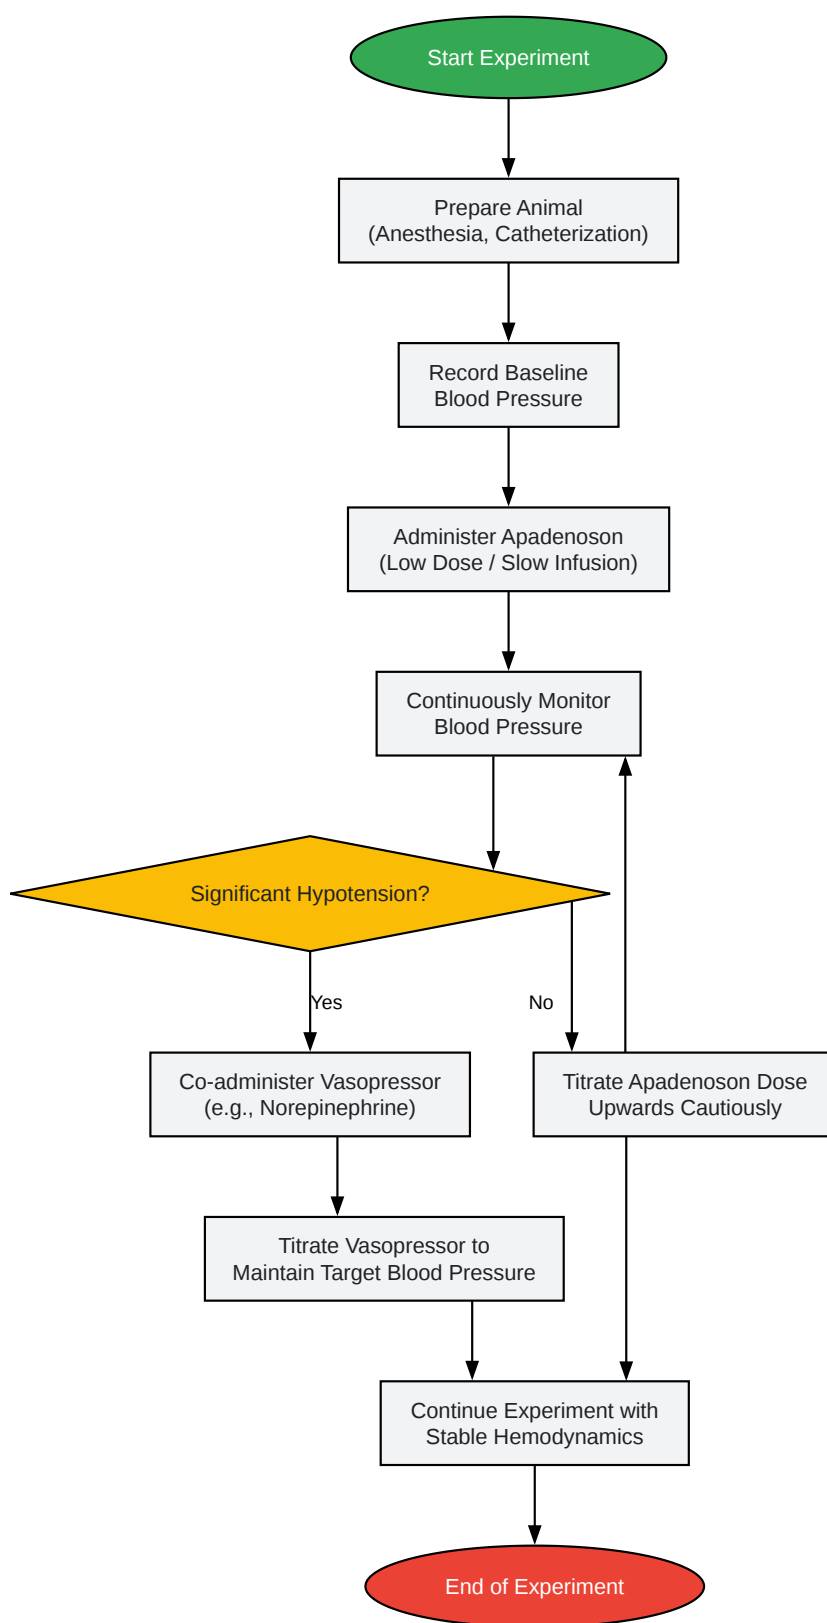 Start Experiment
Prepare Animal
(Anesthesia, Catheterization)
Record Baseline
Blood Pressure
Administer Apadenoson
(Low Dose / Slow Infusion)
Continuously Monitor
Blood Pressure
Significant Hypotension?
Yes
No
Co-administer Vasopressor
(e.g., Norepinephrine)
Titrate Apadenoson Dose
Upwards Cautiously
Titrate Vasopressor to
Maintain Target Blood Pressure
Continue Experiment with
Stable Hemodynamics
End of Experiment